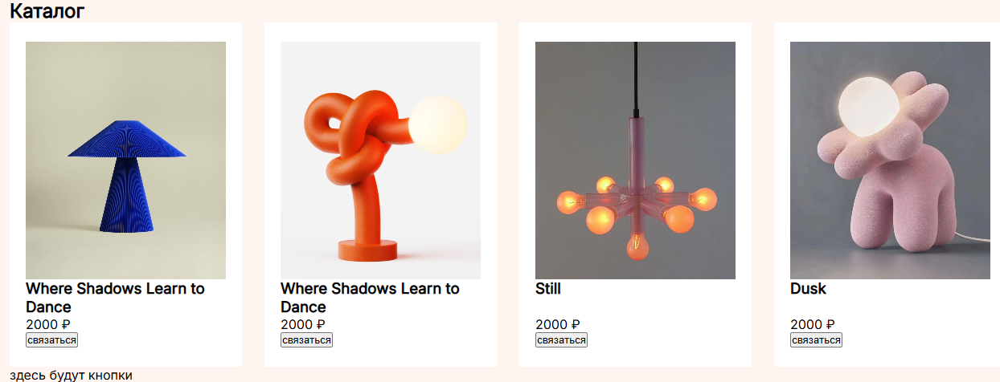 Каталог
Where Shadows Learn to
Dance
2000 ₽
связаться
Where Shadows Learn to
Dance
2000 ₽
связаться
Still
2000 ₽
связаться
Dusk
2000 ₽
связаться
здесь будут кнопки